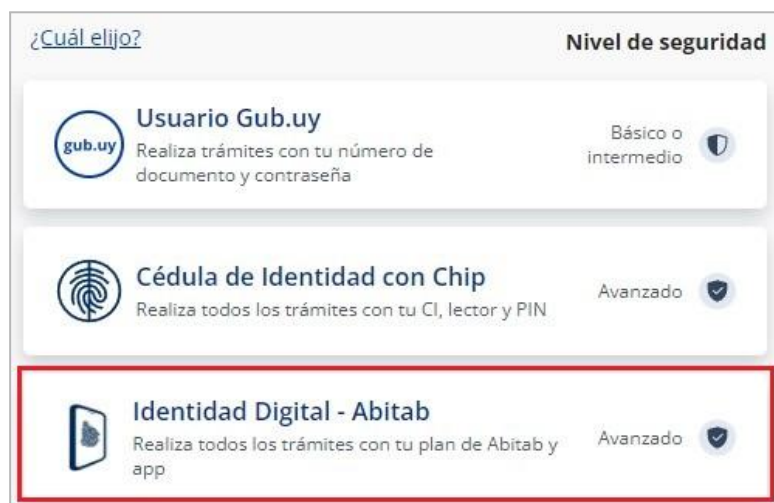 ¿Cuál elijo?
Nivel de seguridad
gub.uy
Usuario Gub.uy
Realiza trámites con tu número de
documento y contraseña
Básico o
intermedio
Cédula de Identidad con Chip
Realiza todos los trámites con tu CI, lector y PIN
Avanzado
Identidad Digital - Abitab
Realiza todos los trámites con tu plan de Abitab y
app
Avanzado